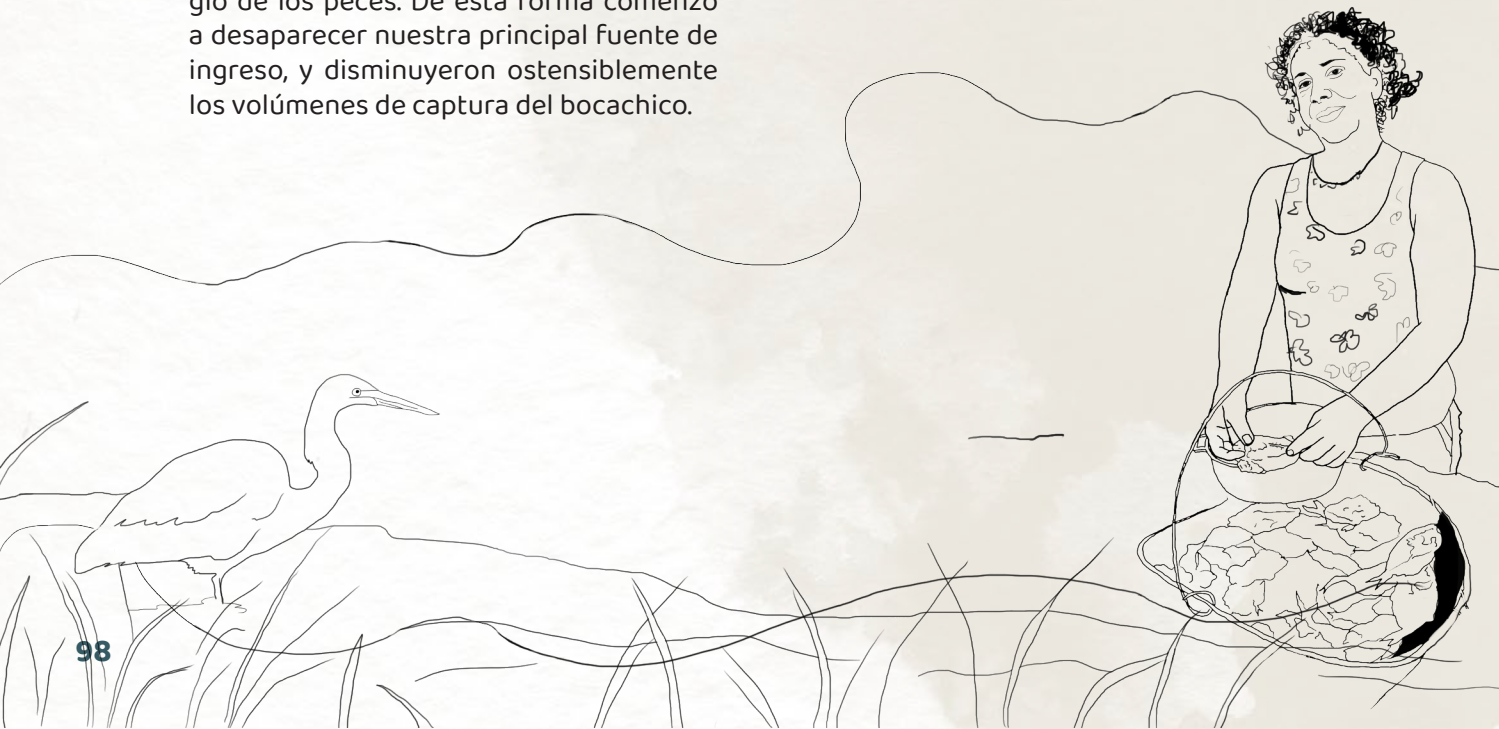 gio de los peces. De esta forma comenzó
a desaparecer nuestra principal fuente de
ingreso, y disminuyeron ostensiblemente
los volúmenes de captura del bocachico.
98